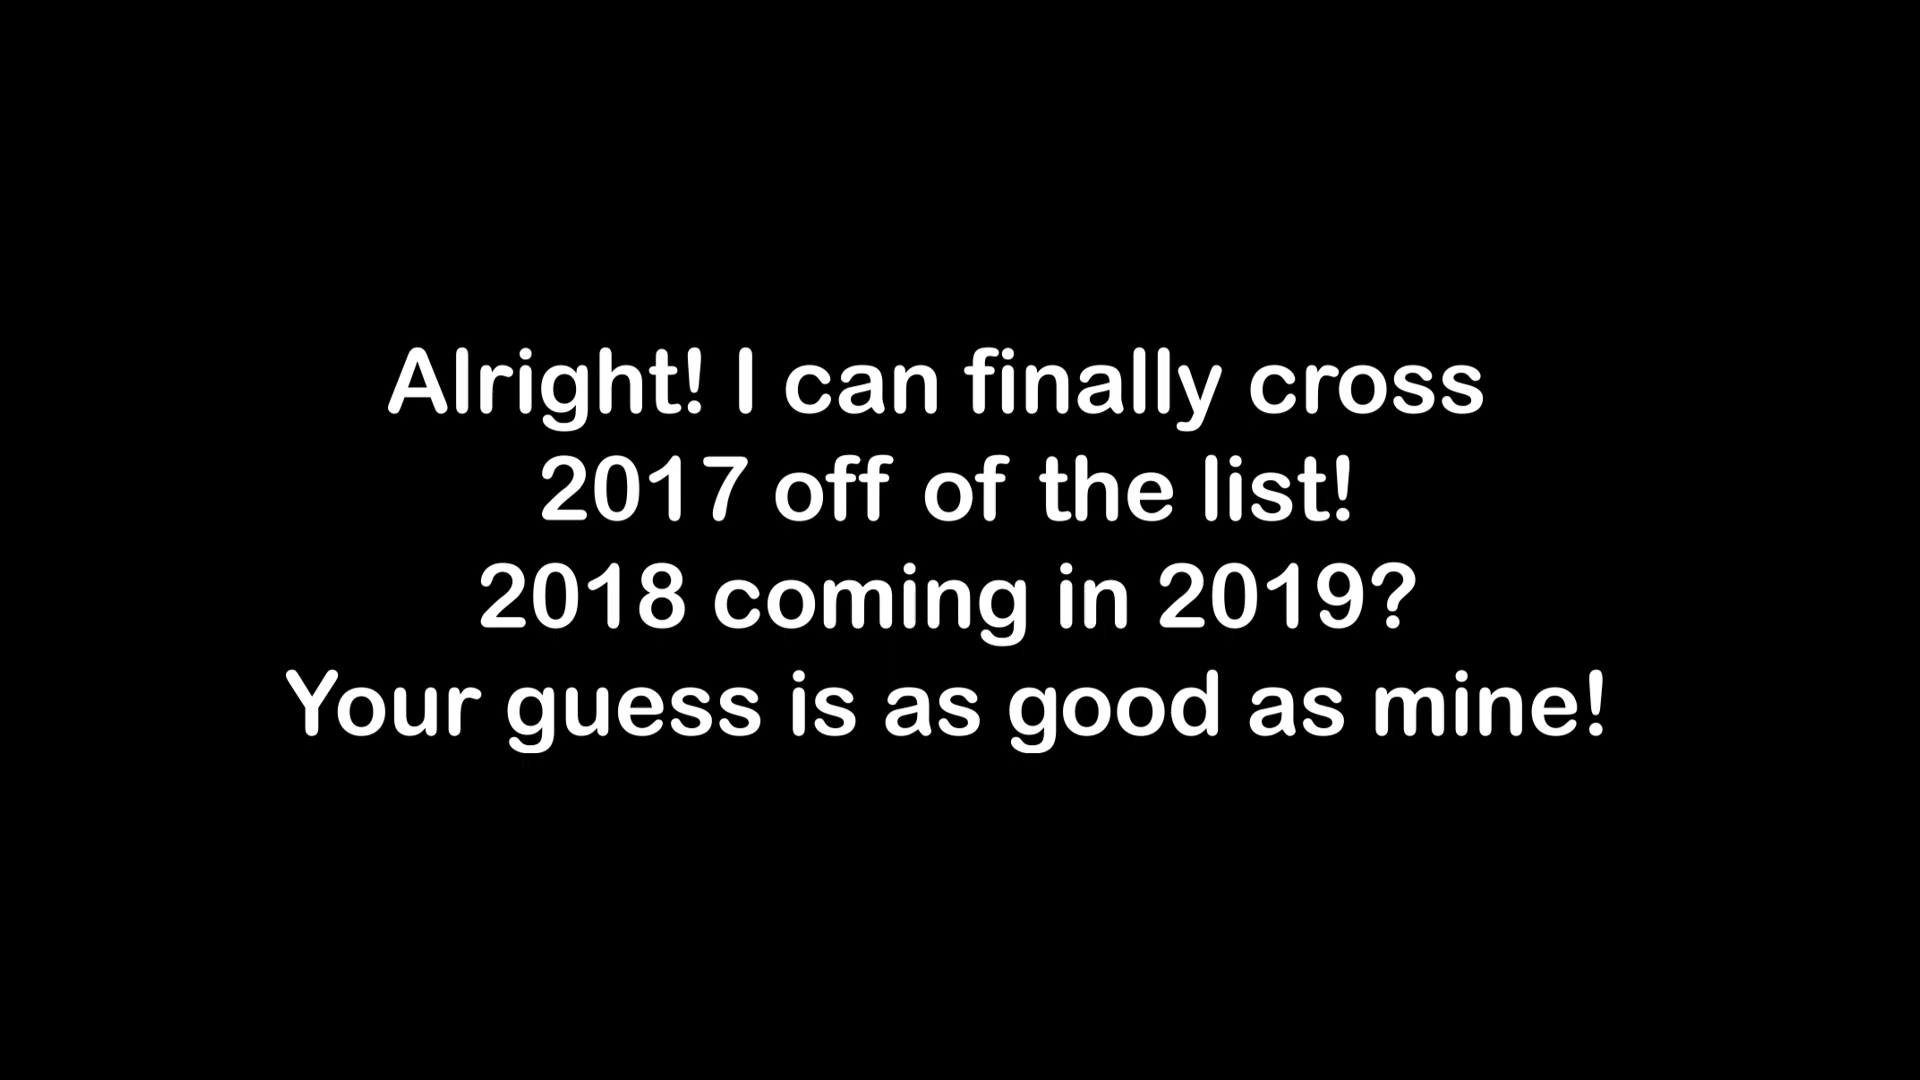 Alright! I can finally cross
2017 off of the list!
2018 coming in 2019?
Your guess is as good as mine!